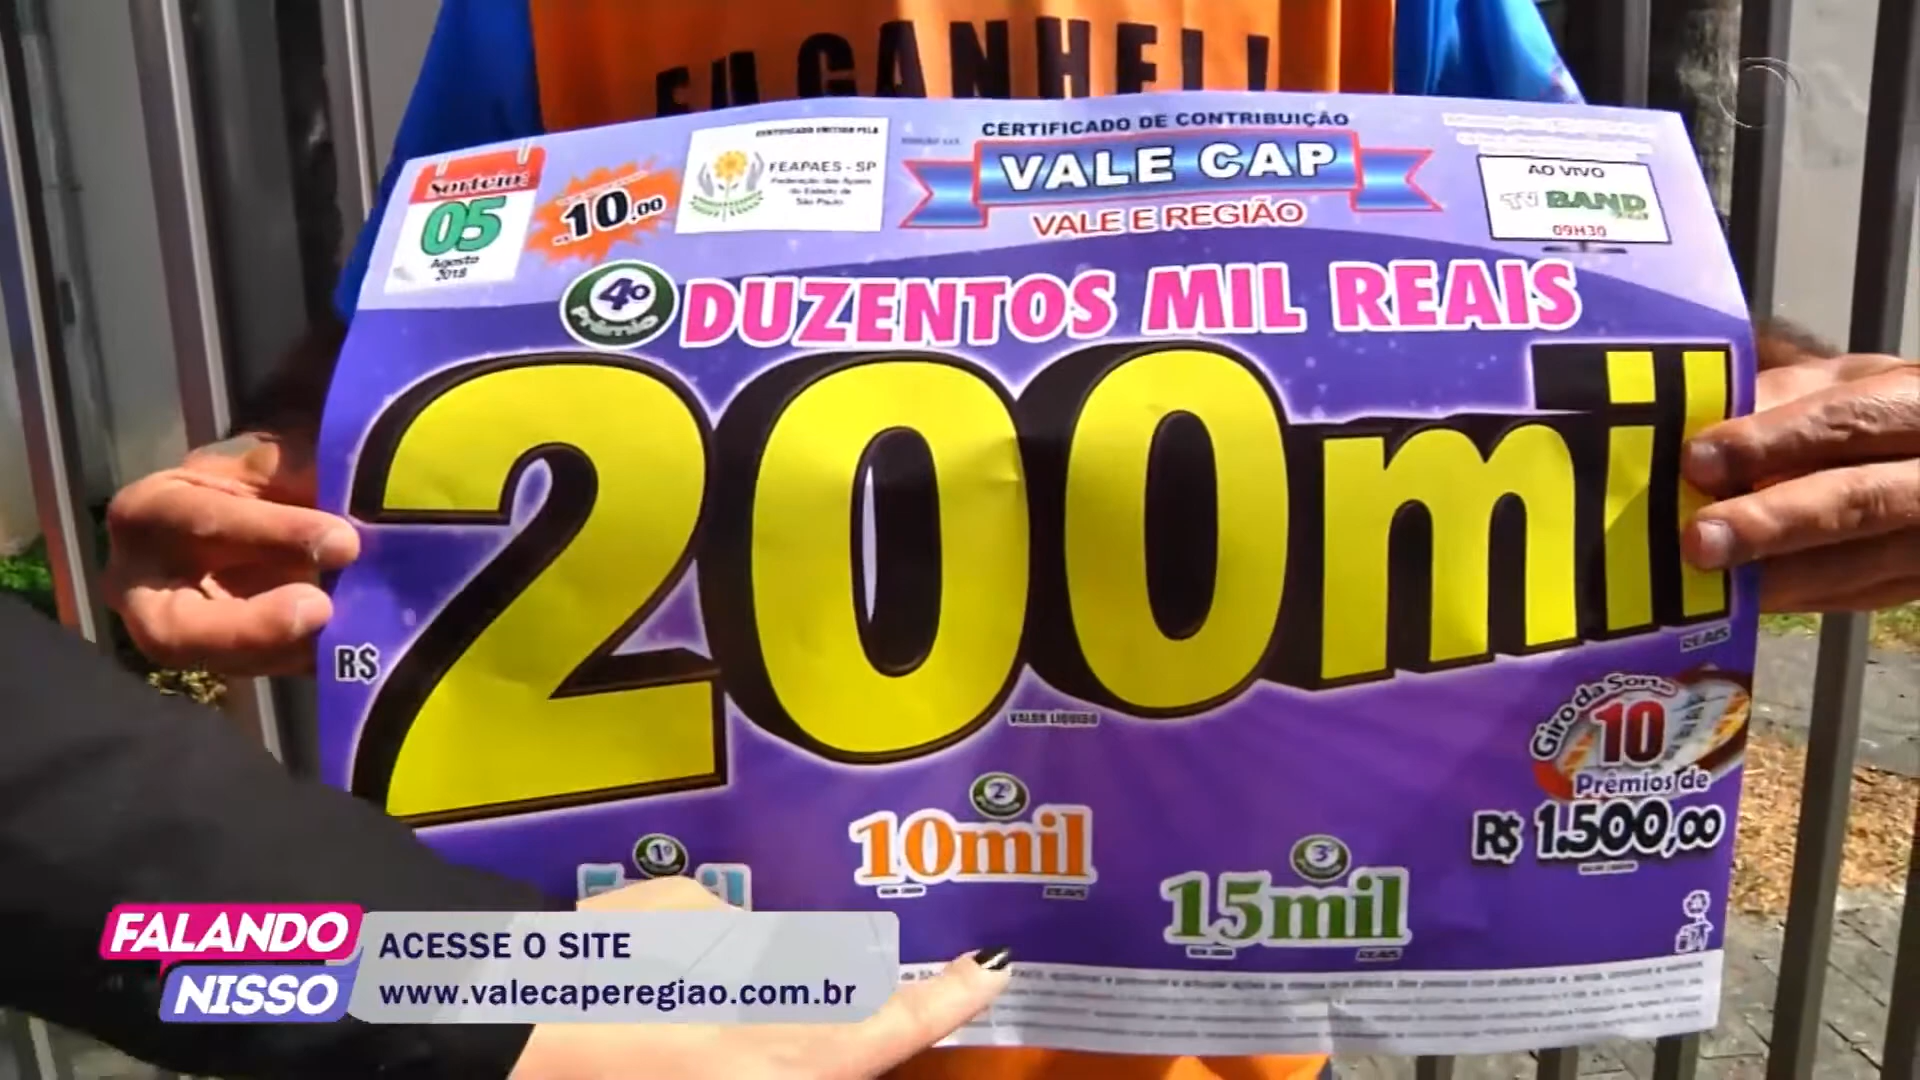 EU GANHEI!
CERTIFICADO DE CONTRIBUIÇÃO
VALE CAP
VALE E REGIÃO
Sorteio:
05
Agosto
2018
10,00
CERTIFICADO EMITIDO PELA
FEAPAES - SP
Federação das Apaes
do Estado de
São Paulo
AO VIVO
TV BAND
09H30
4º
Prêmio
DUZENTOS MIL REAIS
R$ 200mil
REAIS
VALOR LÍQUIDO
Giro da Sorte
10
Prêmios de
R$ 1.500,00
1º
2º
10mil
REAIS
3º
15mil
REAIS
FALANDO
NISSO
ACESSE O SITE
www.valecaperegiao.com.br